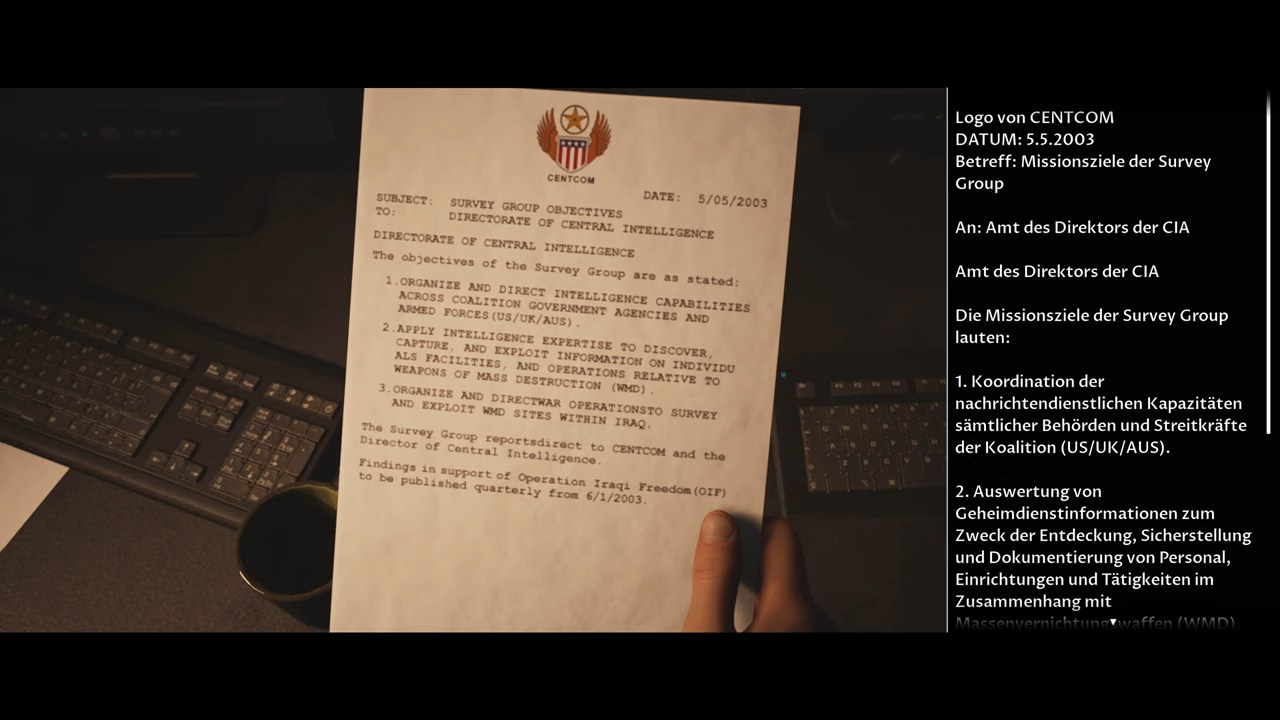 CENTCOM
DATE: 5/05/2003
SUBJECT: SURVEY GROUP OBJECTIVES
TO: DIRECTORATE OF CENTRAL INTELLIGENCE
DIRECTORATE OF CENTRAL INTELLIGENCE
The objectives of the Survey Group are as stated:
1.ORGANIZE AND DIRECT INTELLIGENCE CAPABILITIES
ACROSS COALITION GOVERNMENT AGENCIES AND
ARMED FORCES(US/UK/AUS).
2.APPLY INTELLIGENCE EXPERTISE TO DISCOVER,
CAPTURE, AND EXPLOIT INFORMATION ON INDIVIDU
ALS FACILITIES, AND OPERATIONS RELATIVE TO
WEAPONS OF MASS DESTRUCTION (WMD).
3.ORGANIZE AND DIRECTWAR OPERATIONSTO SURVEY
AND EXPLOIT WMD SITES WITHIN IRAQ.
The Survey Group reportsdirect to CENTCOM and the
Director of Central Intelligence.
Findings in support of Operation Iraqi Freedom(OIF)
to be published quarterly from 6/1/2003.
Logo von CENTCOM
DATUM: 5.5.2003
Betreff: Missionsziele der Survey
Group
An: Amt des Direktors der CIA
Amt des Direktors der CIA
Die Missionsziele der Survey Group
lauten:
1. Koordination der
nachrichtendienstlichen Kapazitäten
sämtlicher Behörden und Streitkräfte
der Koalition (US/UK/AUS).
2. Auswertung von
Geheimdienstinformationen zum
Zweck der Entdeckung, Sicherstellung
und Dokumentierung von Personal,
Einrichtungen und Tätigkeiten im
Zusammenhang mit
Massenvernichtungswaffen (WMD).